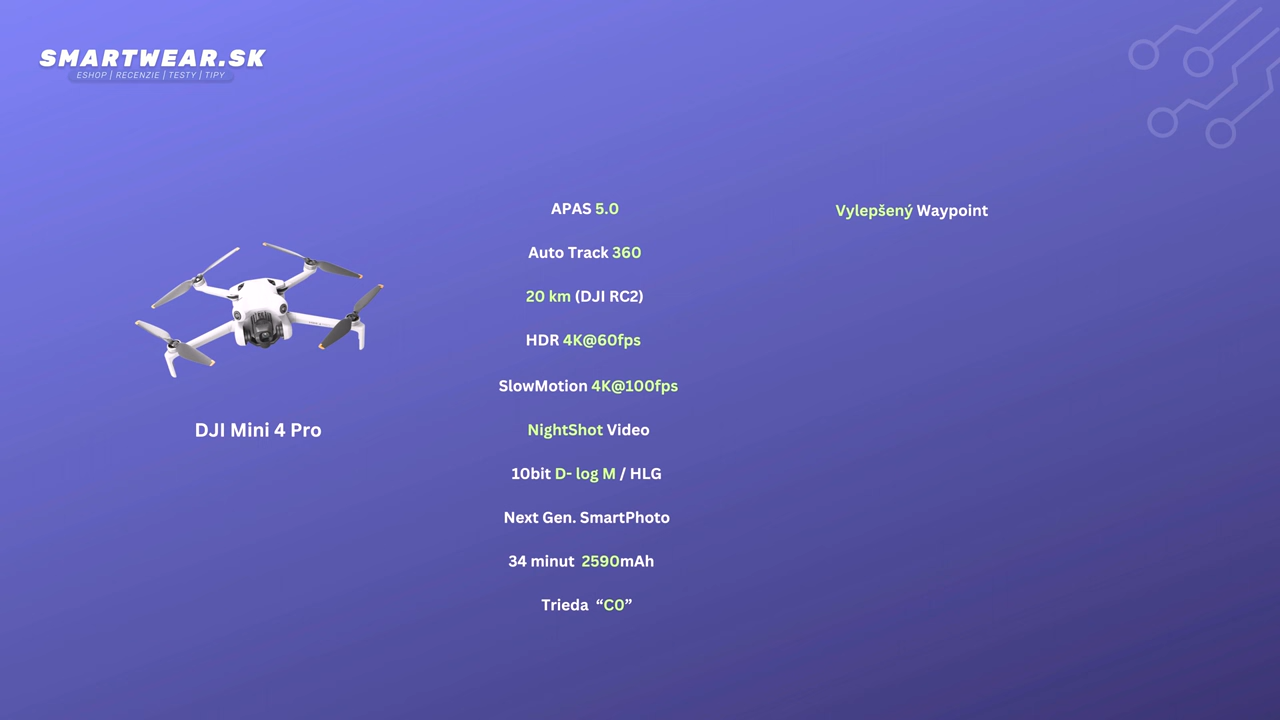 SMARTWEAR.SK
ESHOP | RECENZIE | TESTY | TIPY
APAS 5.0
Vylepšený Waypoint
Auto Track 360
20 km (DJI RC2)
HDR 4K@60fps
SlowMotion 4K@100fps
NightShot Video
DJI Mini 4 Pro
10bit D- log M / HLG
Next Gen. SmartPhoto
34 minut 2590mAh
Trieda “C0”